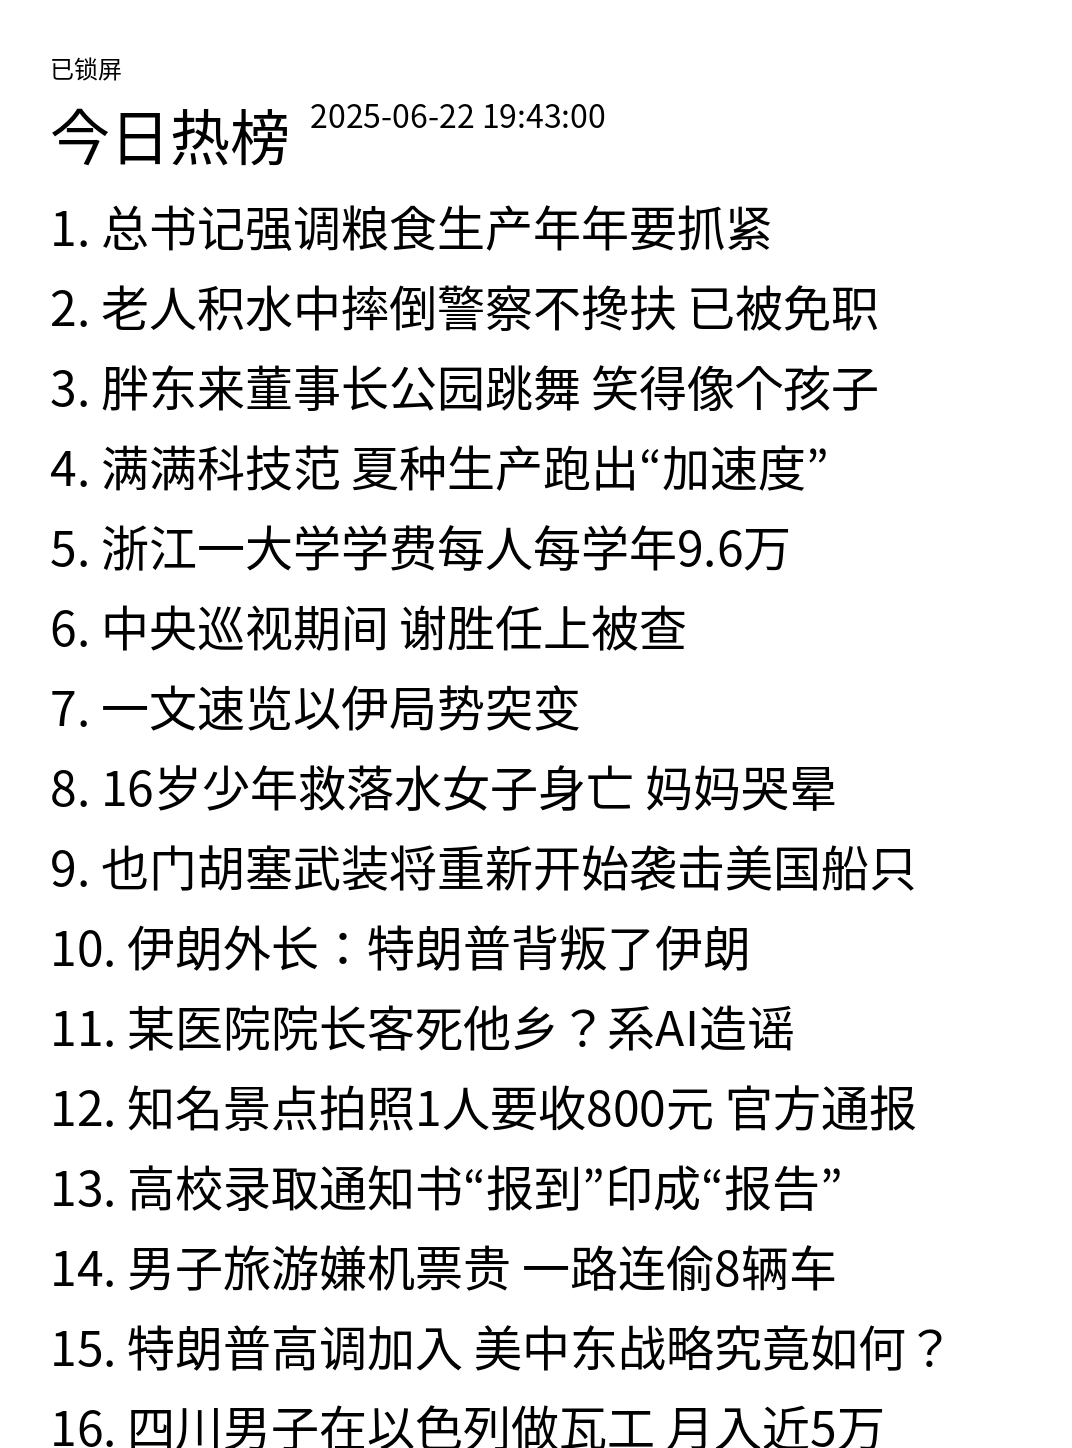 已锁屏
今日热榜 2025-06-22 19:43:00
1. 总书记强调粮食生产年年要抓紧
2. 老人积水中摔倒警察不搀扶 已被免职
3. 胖东来董事长公园跳舞 笑得像个孩子
4. 满满科技范 夏种生产跑出“加速度”
5. 浙江一大学学费每人每学年9.6万
6. 中央巡视期间 谢胜任上被查
7. 一文速览以伊局势突变
8. 16岁少年救落水女子身亡 妈妈哭晕
9. 也门胡塞武装将重新开始袭击美国船只
10. 伊朗外长：特朗普背叛了伊朗
11. 某医院院长客死他乡？系AI造谣
12. 知名景点拍照1人要收800元 官方通报
13. 高校录取通知书“报到”印成“报告”
14. 男子旅游嫌机票贵 一路连偷8辆车
15. 特朗普高调加入 美中东战略究竟如何？
16. 四川男子在以色列做瓦工 月入近5万